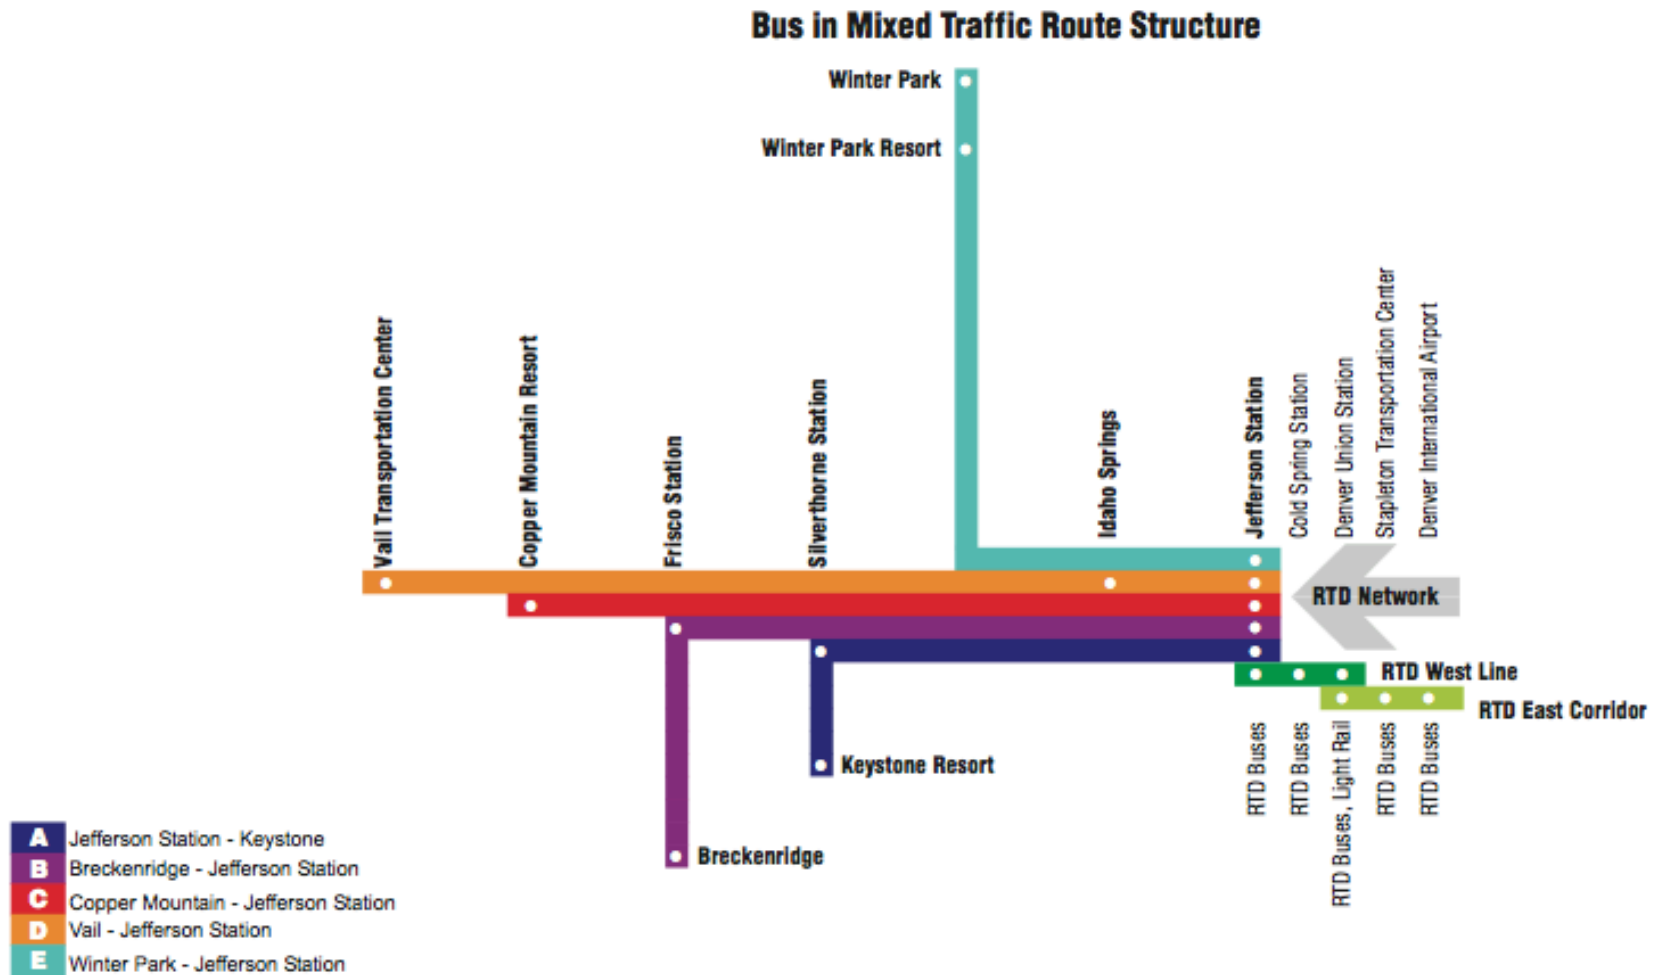 Bus in Mixed Traffic Route Structure
Winter Park
Winter Park Resort
Vail Transportation Center
Copper Mountain Resort
Frisco Station
Silverthorne Station
Idaho Springs
Jefferson Station
Cold Spring Station
Denver Union Station
Stapleton Transportation Center
Denver International Airport
RTD Network
RTD West Line
RTD East Corridor
RTD Buses
RTD Buses
RTD Buses, Light Rail
RTD Buses
RTD Buses
Keystone Resort
Breckenridge
A Jefferson Station - Keystone
B Breckenridge - Jefferson Station
C Copper Mountain - Jefferson Station
D Vail - Jefferson Station
E Winter Park - Jefferson Station